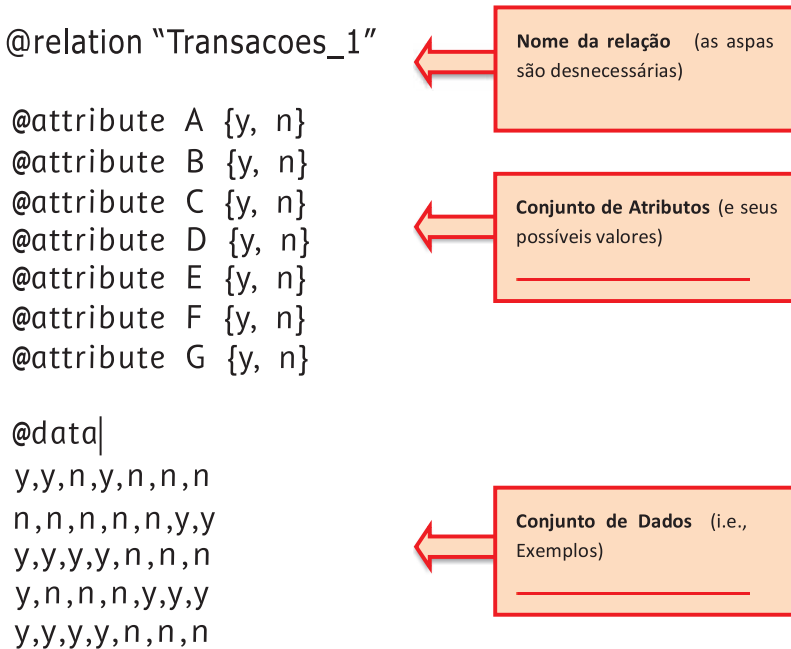 @relation “Transacoes_1”
Nome da relação (as aspas
são desnecessárias)
@attribute A {y, n}
@attribute B {y, n}
@attribute C {y, n}
@attribute D {y, n}
@attribute E {y, n}
@attribute F {y, n}
@attribute G {y, n}
Conjunto de Atributos (e seus
possíveis valores)
@data
y,y,n,y,n,n,n
n,n,n,n,n,y,y
y,y,y,y,n,n,n
y,n,n,n,y,y,y
y,y,y,y,n,n,n
Conjunto de Dados (i.e.,
Exemplos)